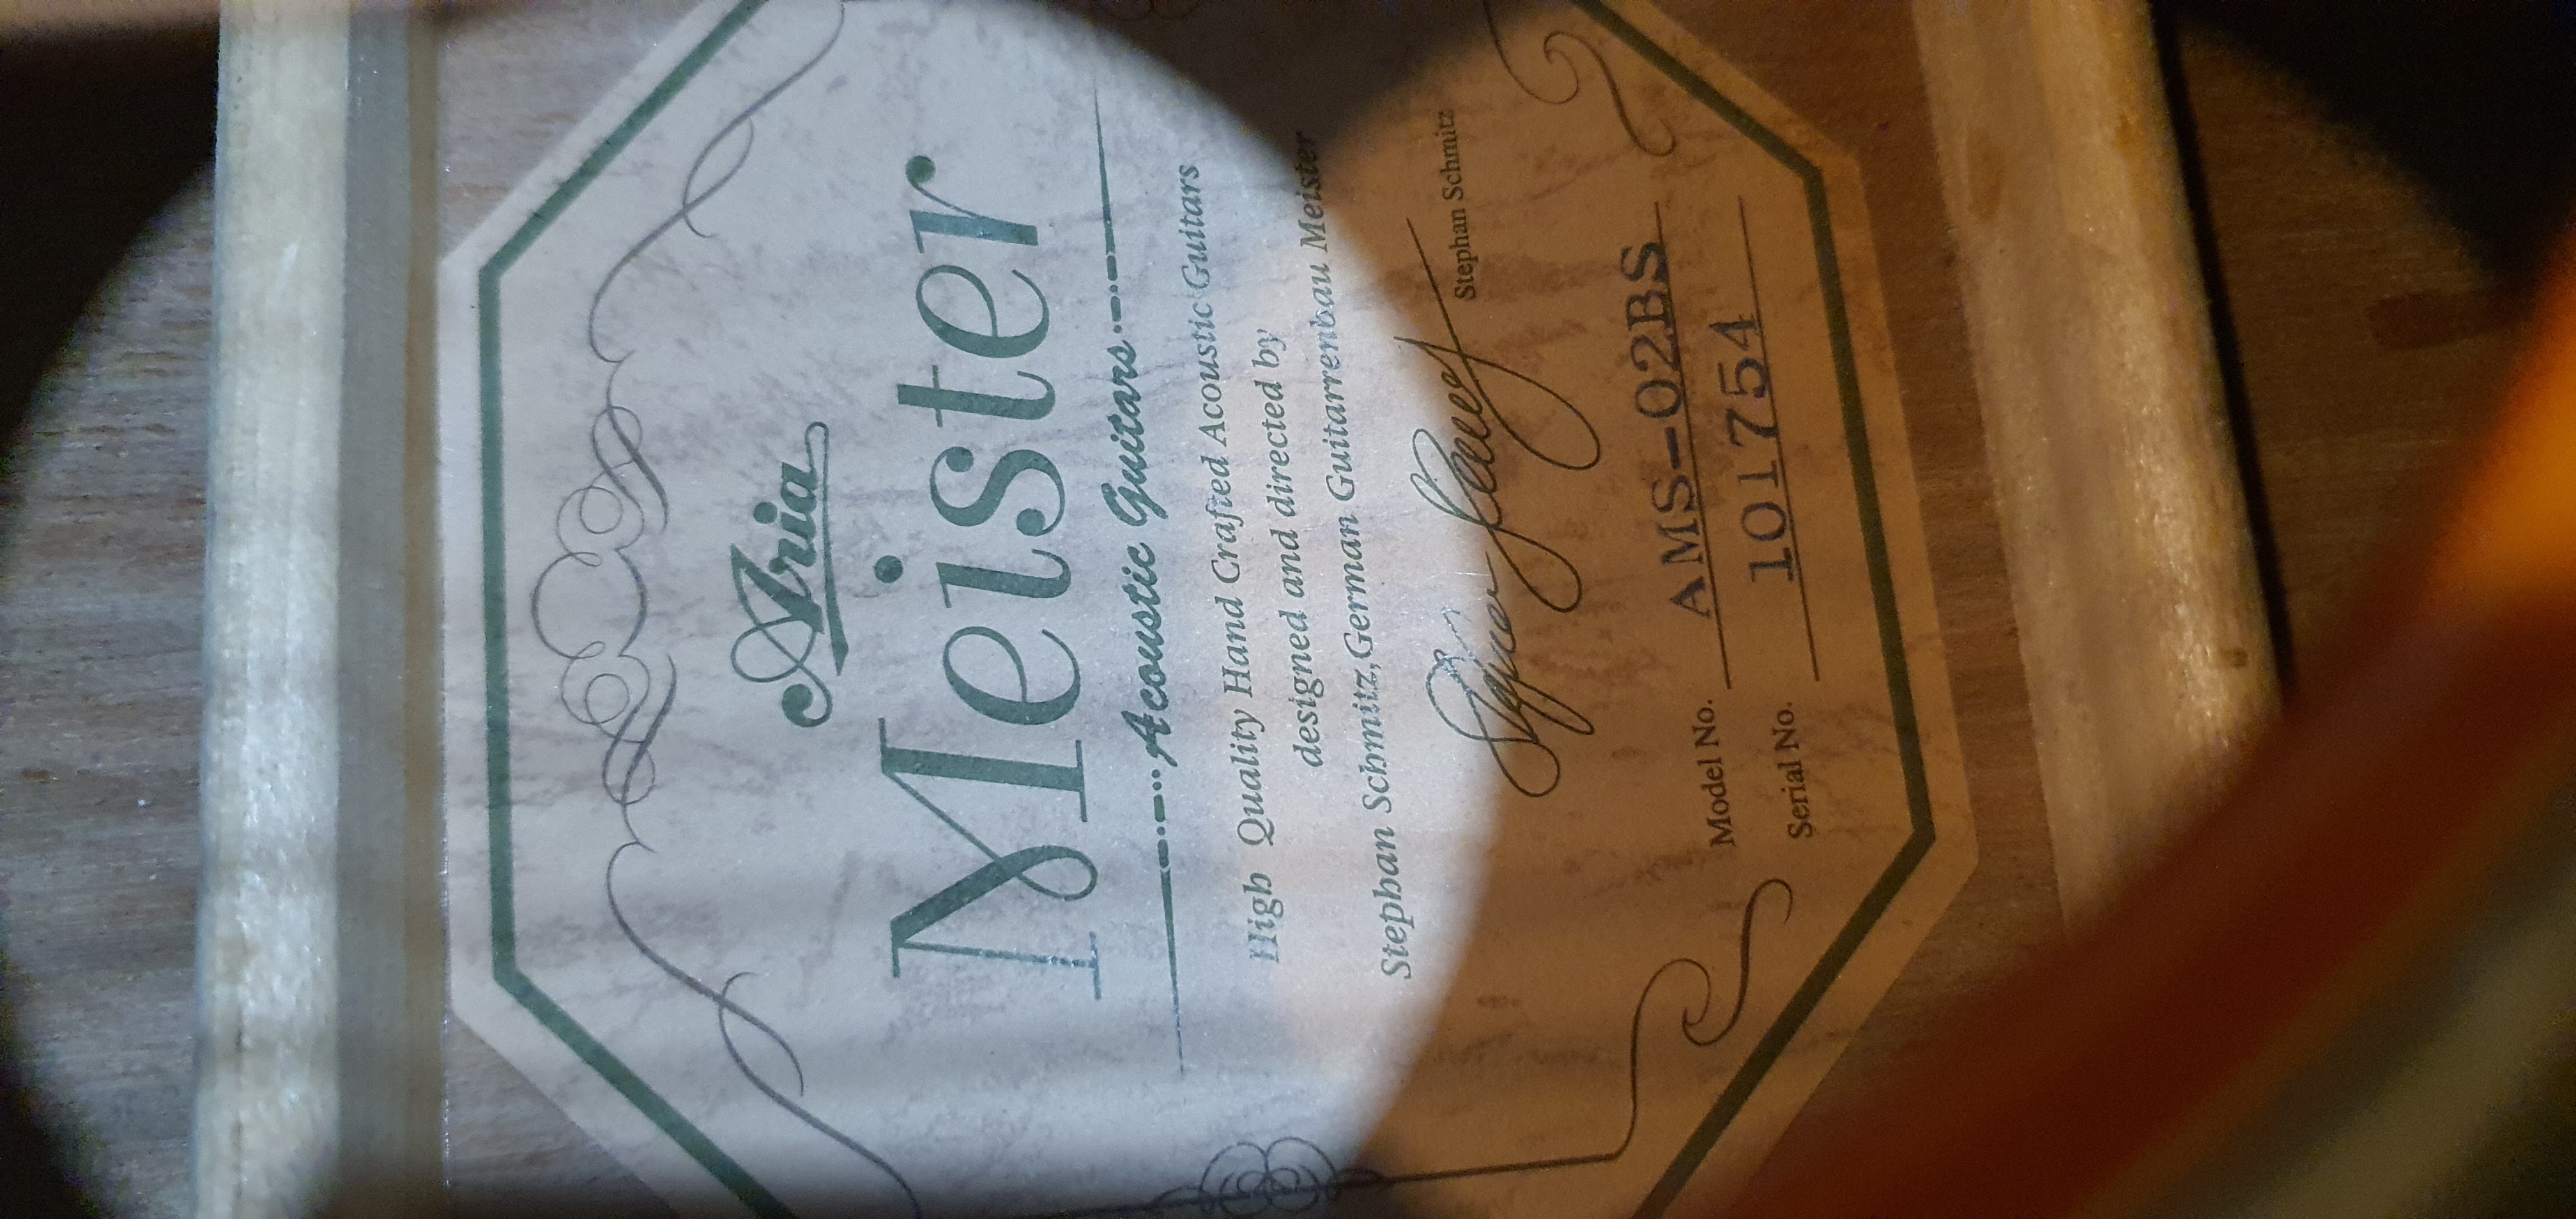 Aria
Meister
Acoustic Guitars
High Quality Hand Crafted Acoustic Guitars
designed and directed by
Stephan Schmitz,German Guitarrenbau Meister
Stephan Schmitz
Model No. AMS-02BS
Serial No. 101754